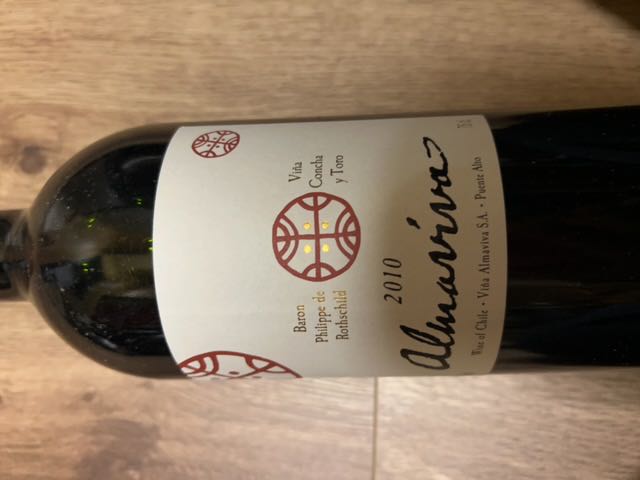 Baron
Philippe de
Rothschild
Viña
Concha
y Toro
2010
Almaviva
Wine of Chile · Viña Almaviva S.A. · Puente Alto